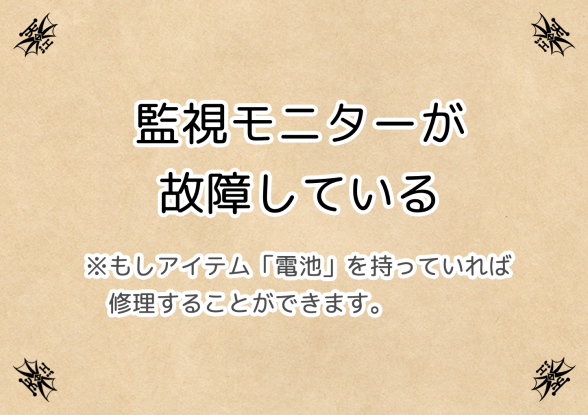 監視モニターが
故障している
※もしアイテム「電池」を持っていれば
修理することができます。